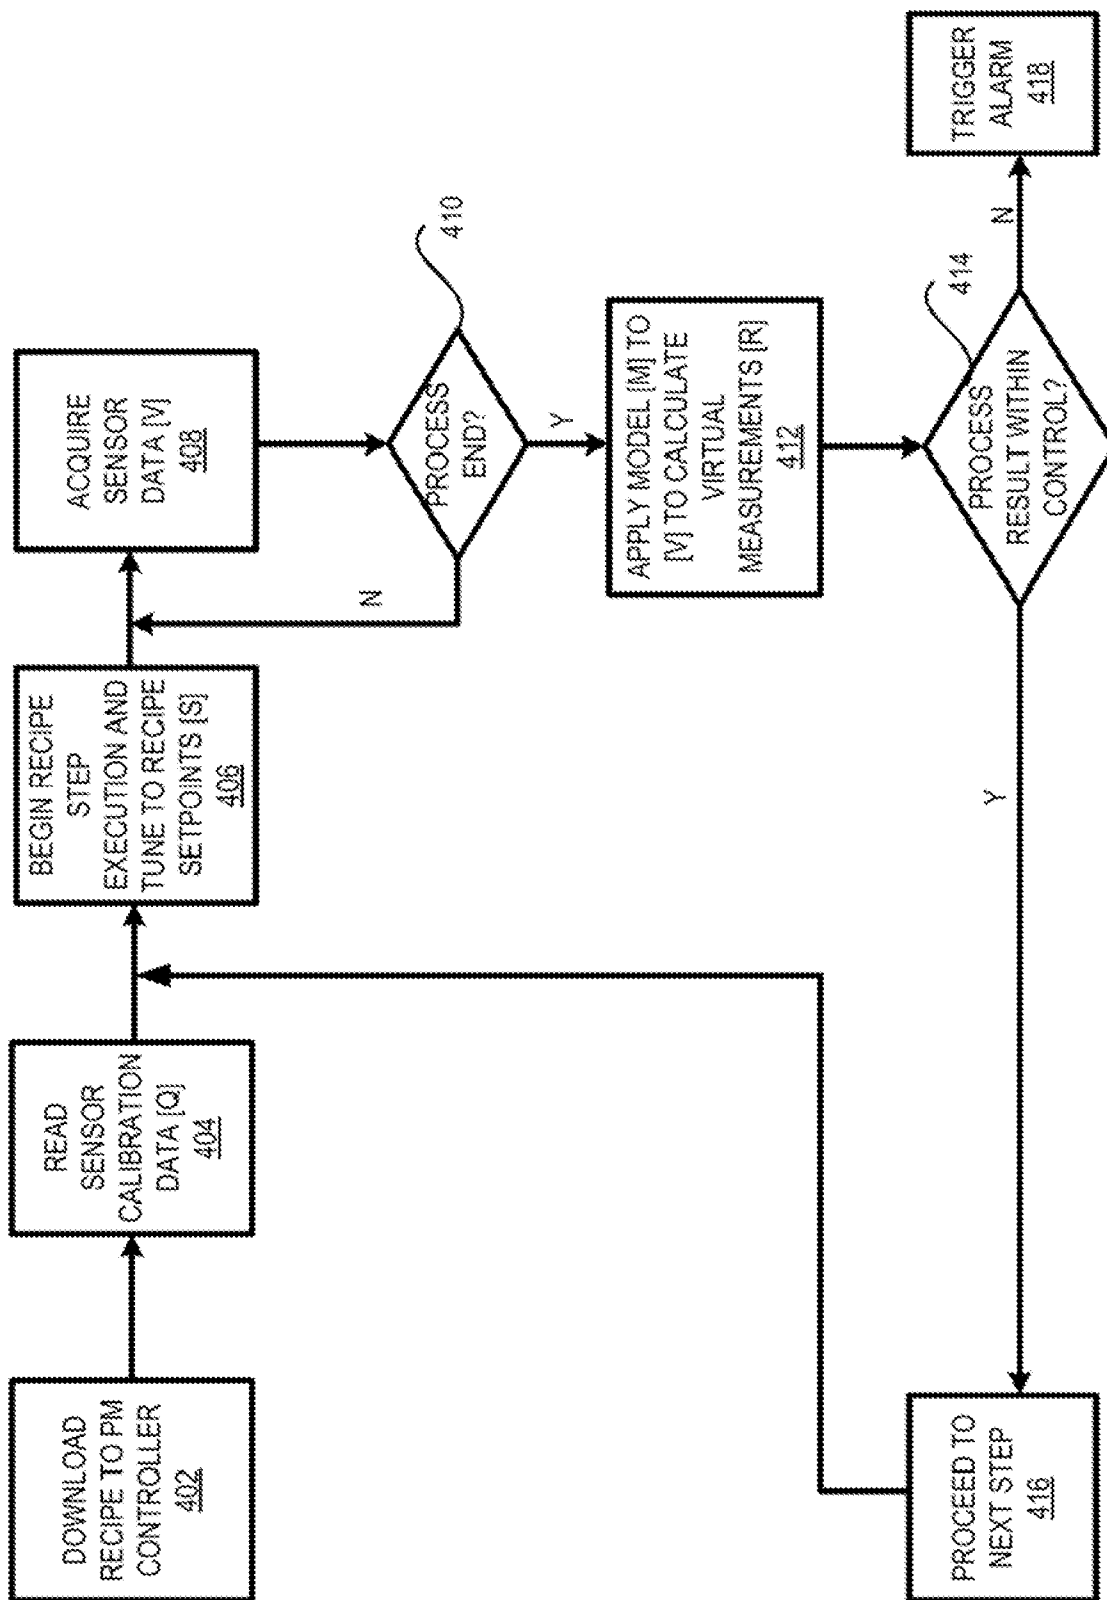 DOWNLOAD
RECIPE TO PM
CONTROLLER
402
READ
SENSOR
CALIBRATION
DATA [Q]
404
BEGIN RECIPE
STEP
EXECUTION AND
TUNE TO RECIPE
SETPOINTS [S]
406
ACQUIRE
SENSOR
DATA [V]
408
N
PROCESS
END?
410
Y
APPLY MODEL [M] TO
[V] TO CALCULATE
VIRTUAL
MEASUREMENTS [R]
412
PROCESS
RESULT WITHIN
CONTROL?
414
Y
N
PROCEED TO
NEXT STEP
416
TRIGGER
ALARM
418